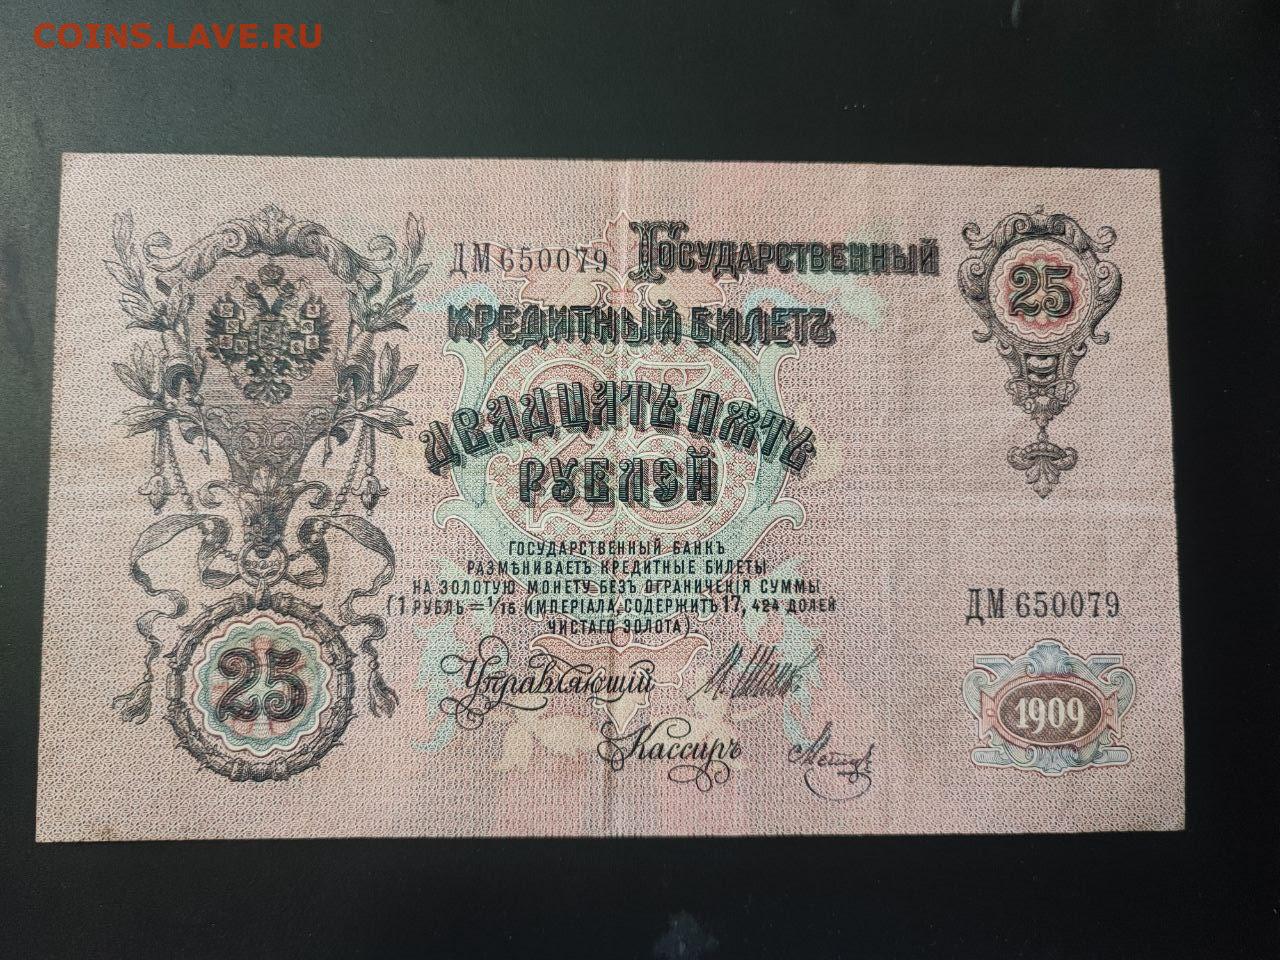 COINS.LAVE.RU
ДМ 650079 Государственный
кредитный билетъ
25
двадцать пять
рублей
25
ГОСУДАРСТВЕННЫЙ БАНКЪ
РАЗМѢНИВАЕТЪ КРЕДИТНЫЕ БИЛЕТЫ
НА ЗОЛОТУЮ МОНЕТУ БЕЗЪ ОГРАНИЧЕНІЯ СУММЫ
(1 РУБЛЬ = 1/15 ИМПЕРІАЛА, СОДЕРЖИТЪ 17,424 ДОЛЕЙ
ЧИСТАГО ЗОЛОТА)
ДМ 650079
25
Управляющій
1909
Кассиръ